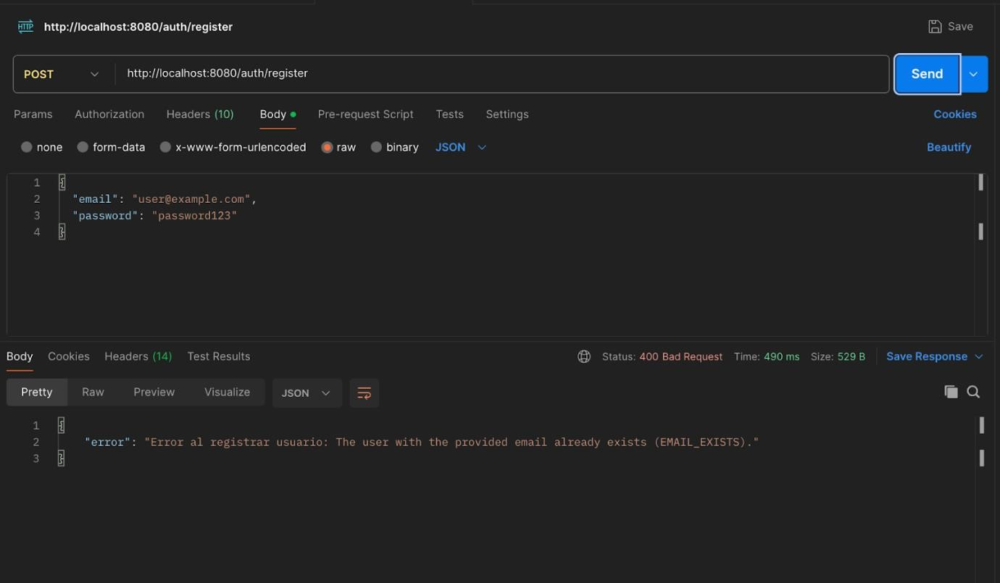 HTTP http://localhost:8080/auth/register Save
POST http://localhost:8080/auth/register Send
Params Authorization Headers (10) Body Pre-request Script Tests Settings Cookies
none form-data x-www-form-urlencoded raw binary JSON Beautify
1 {
2 "email": "user@example.com",
3 "password": "password123"
4 }
Body Cookies Headers (14) Test Results Status: 400 Bad Request Time: 490 ms Size: 529 B Save Response
Pretty Raw Preview Visualize JSON
1 {
2 "error": "Error al registrar usuario: The user with the provided email already exists (EMAIL_EXISTS)."
3 }